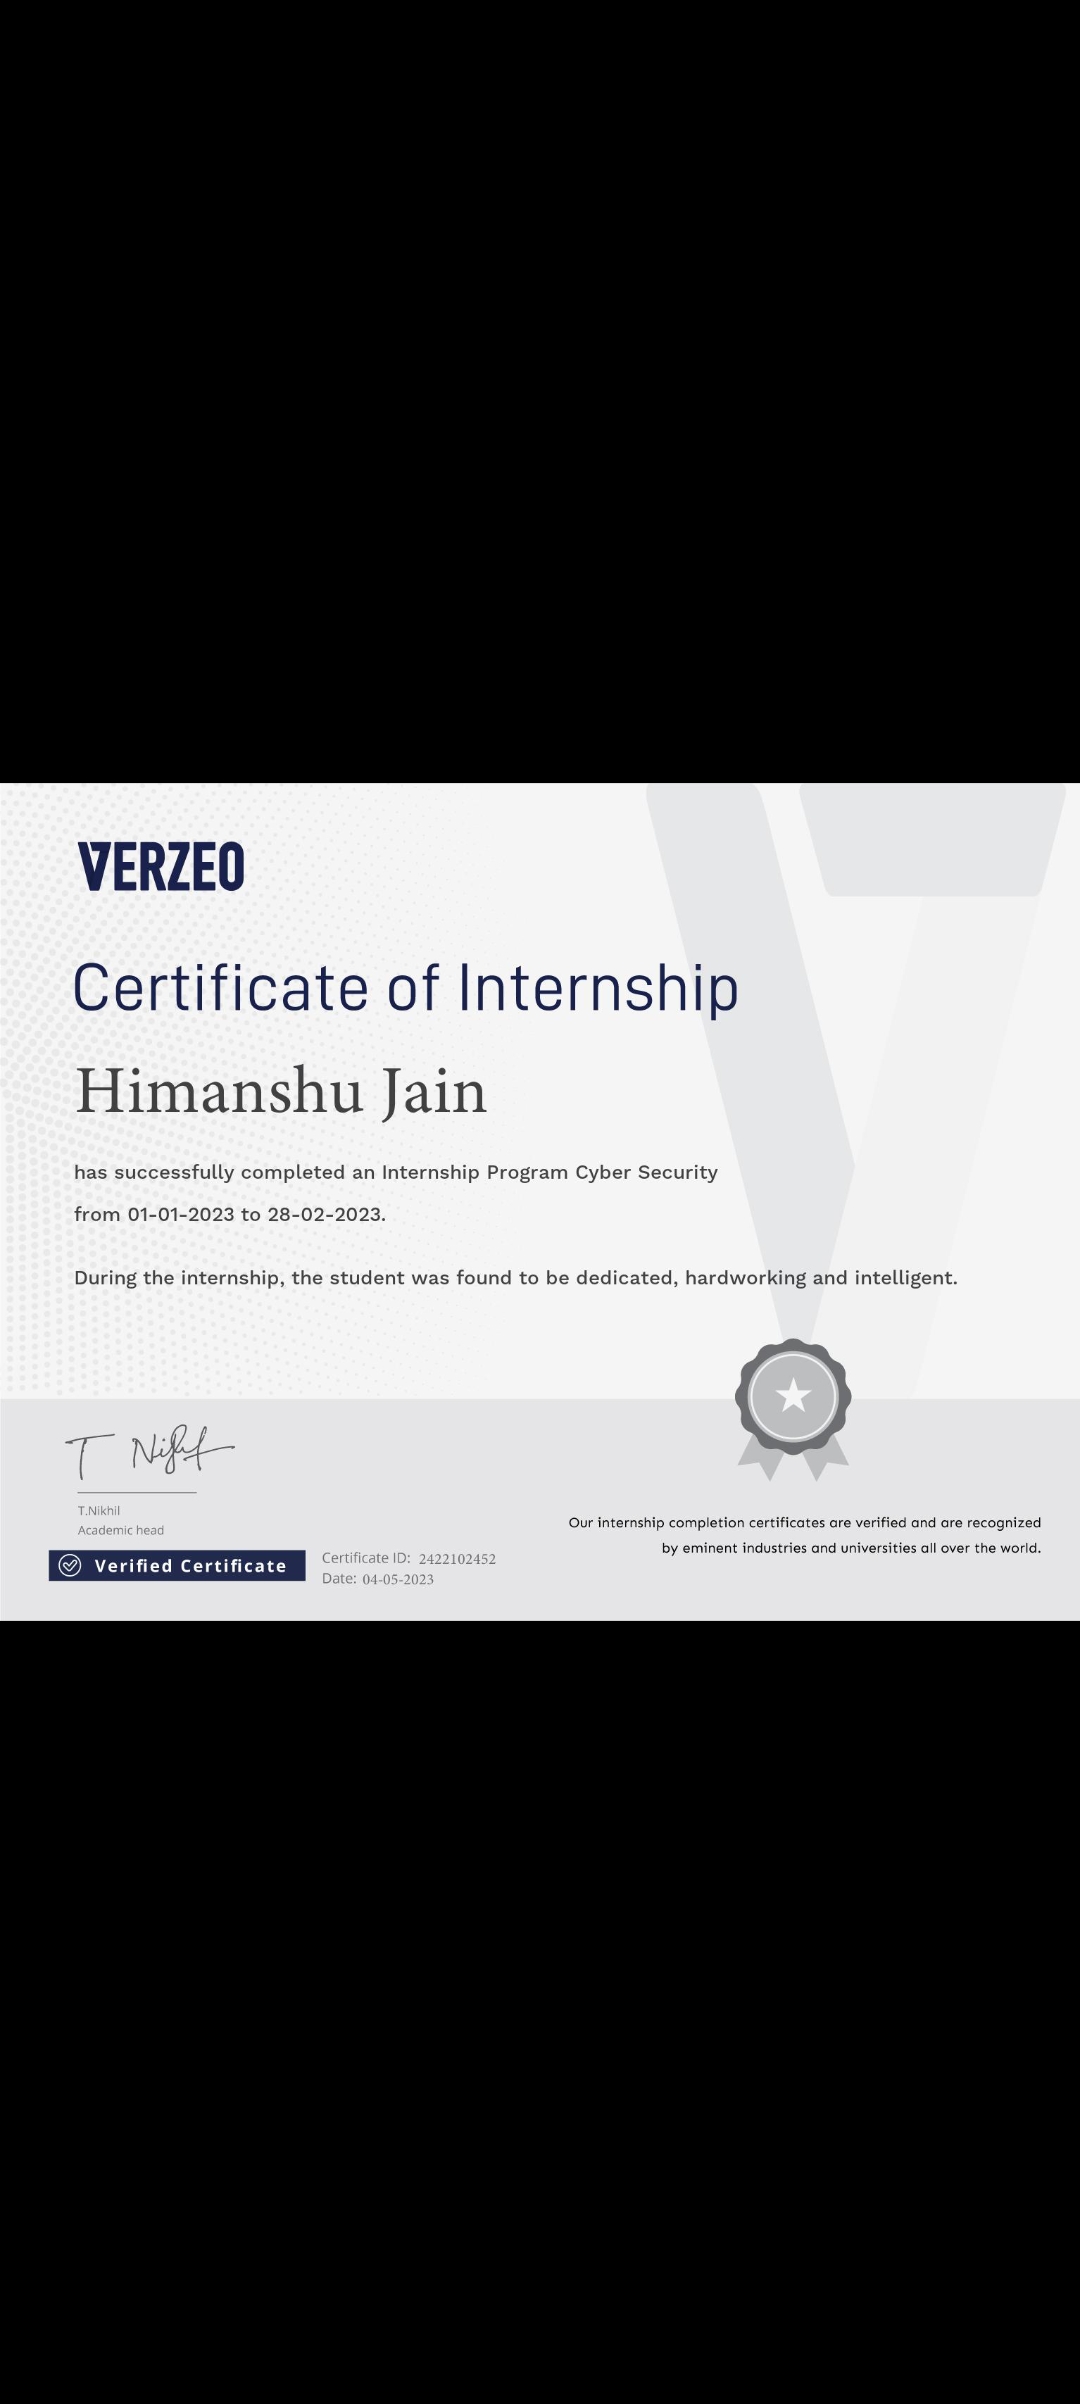 VERZEO
Certificate of Internship
Himanshu Jain
has successfully completed an Internship Program Cyber Security
from 01-01-2023 to 28-02-2023.
During the internship, the student was found to be dedicated, hardworking and intelligent.
T Nikhil
T.Nikhil
Academic head
Verified Certificate
Certificate ID: 2422102452
Date: 04-05-2023
Our internship completion certificates are verified and are recognized
by eminent industries and universities all over the world.